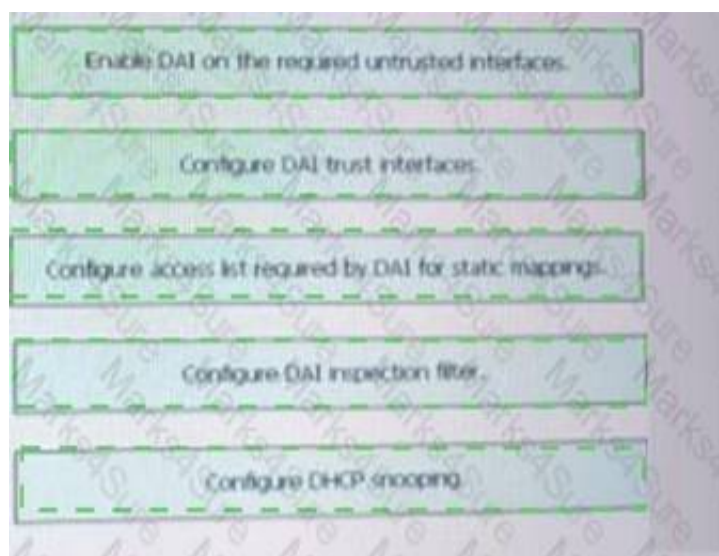 Enable DAI on the required untrusted interfaces.
Configure DAI trust interfaces.
Configure access list required by DAI for static mappings.
Configure DAI inspection filter.
Configure DHCP snooping.
Marks4Sure